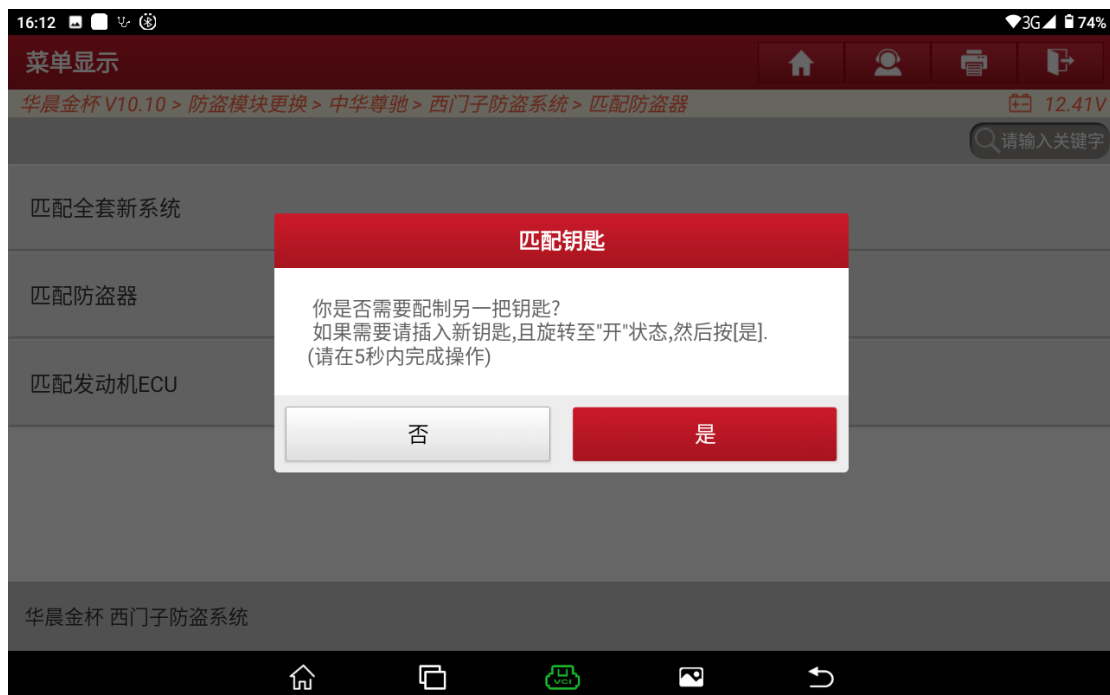 16:12
3G 74%
菜单显示
华晨金杯 V10.10 > 防盗模块更换 > 中华尊驰 > 西门子防盗系统 > 匹配防盗器
12.41V
请输入关键字
匹配全套新系统
匹配防盗器
匹配发动机ECU
匹配钥匙
你是否需要配制另一把钥匙?
如果需要请插入新钥匙,且旋转至"开"状态,然后按[是].
(请在5秒内完成操作)
否
是
华晨金杯 西门子防盗系统
VCI